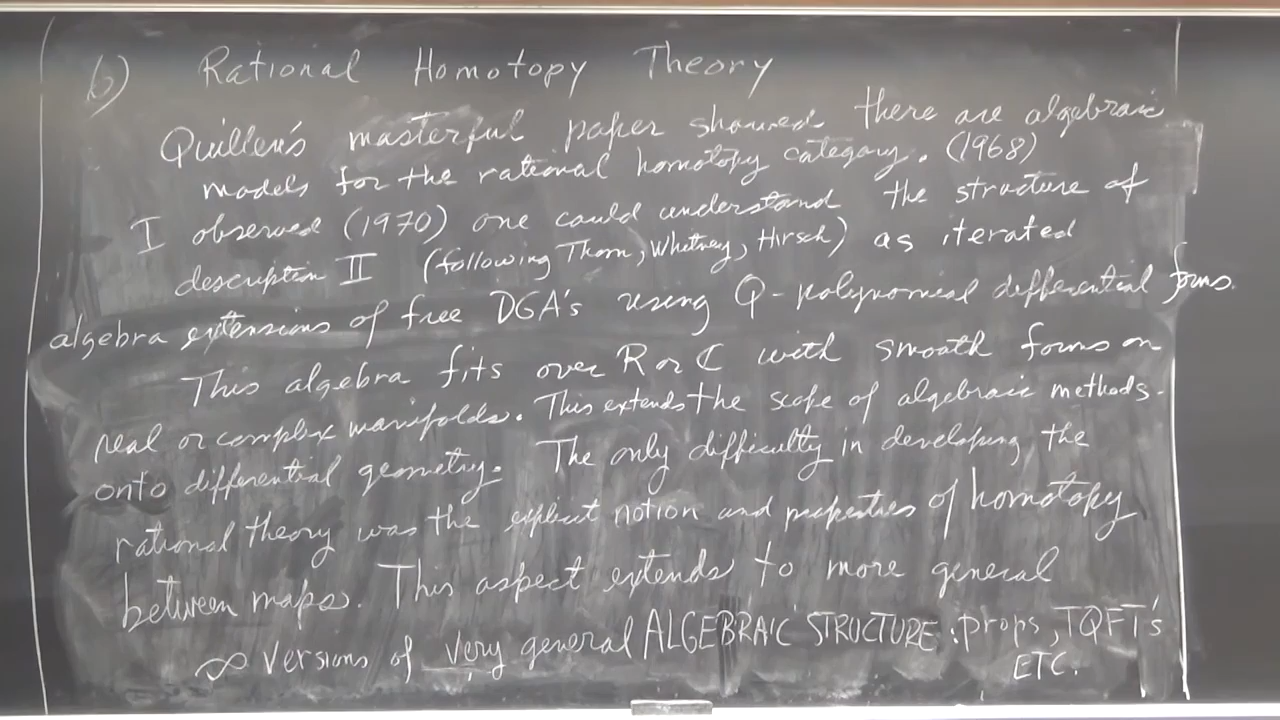 6) Rational Homotopy Theory
Quillen's masterful paper showed there are algebraic
models for the rational homotopy category. (1968)
I observed (1970) one could understand the structure of
description II (following Thom, Whitney, Hirsch) as iterated
algebra extensions of free DGA's using Q-polynomial differential forms.
This algebra fits over R or C with smooth forms on
real or complex manifolds. This extends the scope of algebraic methods.
onto differential geometry. The only difficulty in developing the
rational theory was the explicit notion and properties of homotopy
between maps. This aspect extends to more general
∞ versions of very general ALGEBRAIC STRUCTURE: props, TQFT's
ETC.